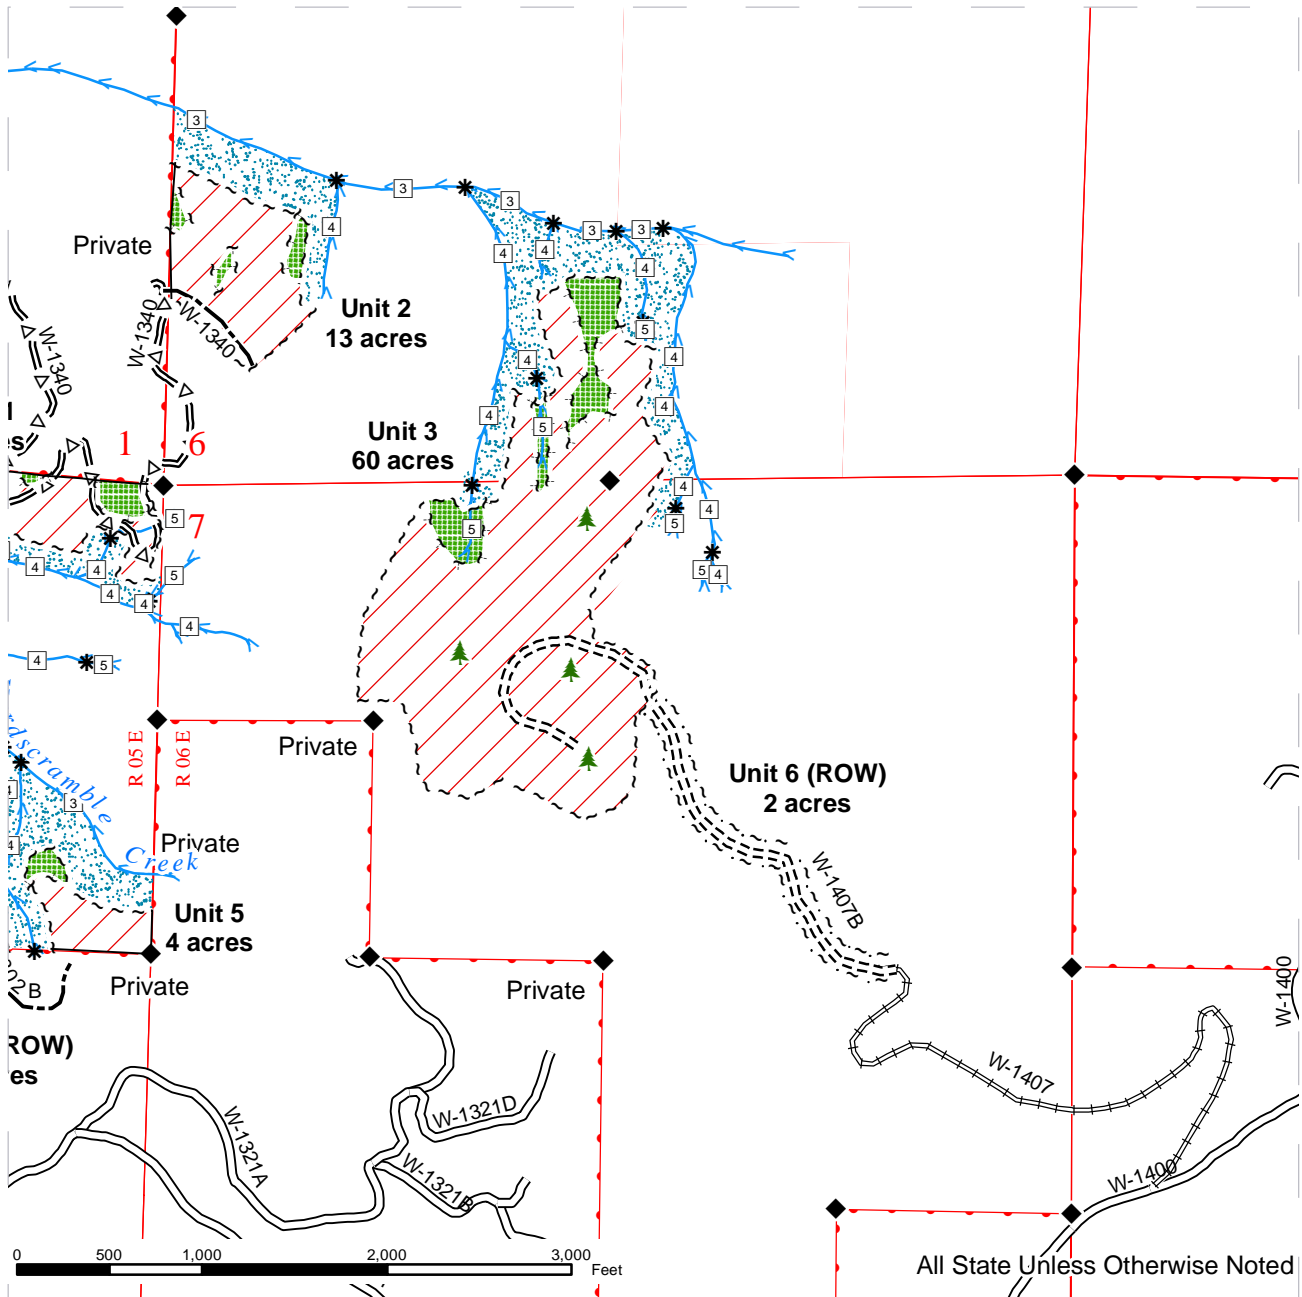 3
3
3
3
3
4
4
4
4
5
Private
Unit 2
13 acres
W-1340
W-1340
W-1340
4
4
4
4
5
Unit 3
60 acres
1
6
7
5
5
5
4
4
5
4
5
4
4
5
4
4
4
4
5
R 05 E
R 06 E
Private
Unit 6 (ROW)
2 acres
3
4
4
Creek
Private
Unit 5
4 acres
Private
Private
W-1407B
W-1407
W-1400
W-1400
W-1321A
W-1321D
W-1321B
ROW)
0 500 1,000 2,000 3,000
Feet
All State Unless Otherwise Noted